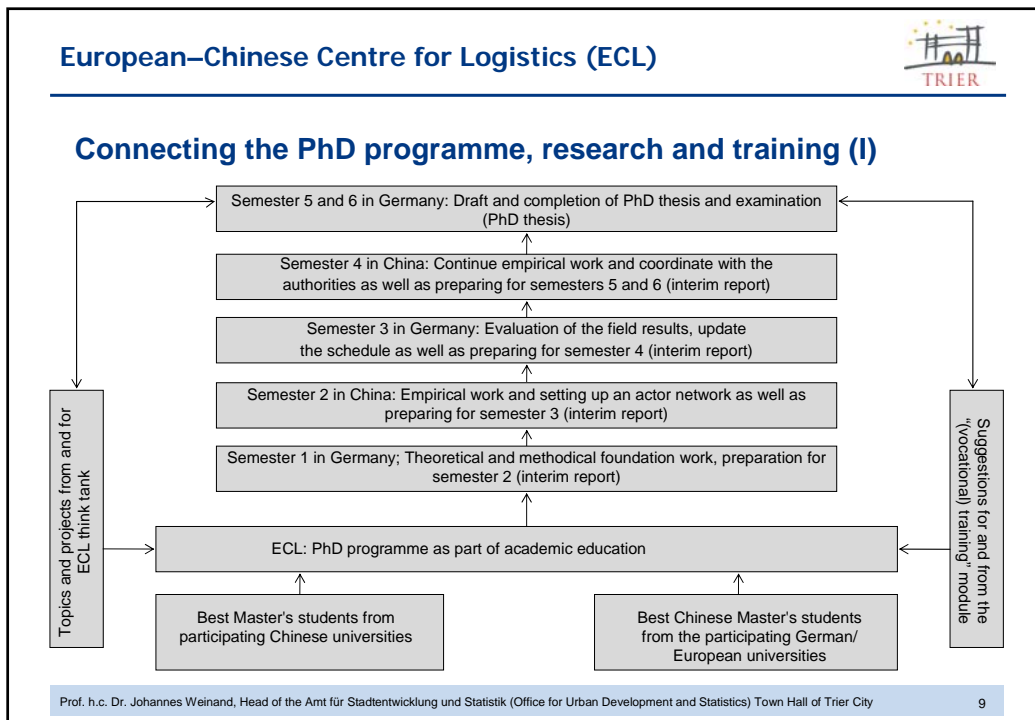 European–Chinese Centre for Logistics (ECL)
TRIER
Connecting the PhD programme, research and training (I)
Semester 5 and 6 in Germany: Draft and completion of PhD thesis and examination
(PhD thesis)
Semester 4 in China: Continue empirical work and coordinate with the
authorities as well as preparing for semesters 5 and 6 (interim report)
Semester 3 in Germany: Evaluation of the field results, update
the schedule as well as preparing for semester 4 (interim report)
Semester 2 in China: Empirical work and setting up an actor network as well as
preparing for semester 3 (interim report)
Semester 1 in Germany; Theoretical and methodical foundation work, preparation for
semester 2 (interim report)
Topics and projects from and for
ECL think tank
Suggestions for and from the
“(vocational) training” module
ECL: PhD programme as part of academic education
Best Master's students from
participating Chinese universities
Best Chinese Master's students
from the participating German/
European universities
Prof. h.c. Dr. Johannes Weinand, Head of the Amt für Stadtentwicklung und Statistik (Office for Urban Development and Statistics) Town Hall of Trier City
9